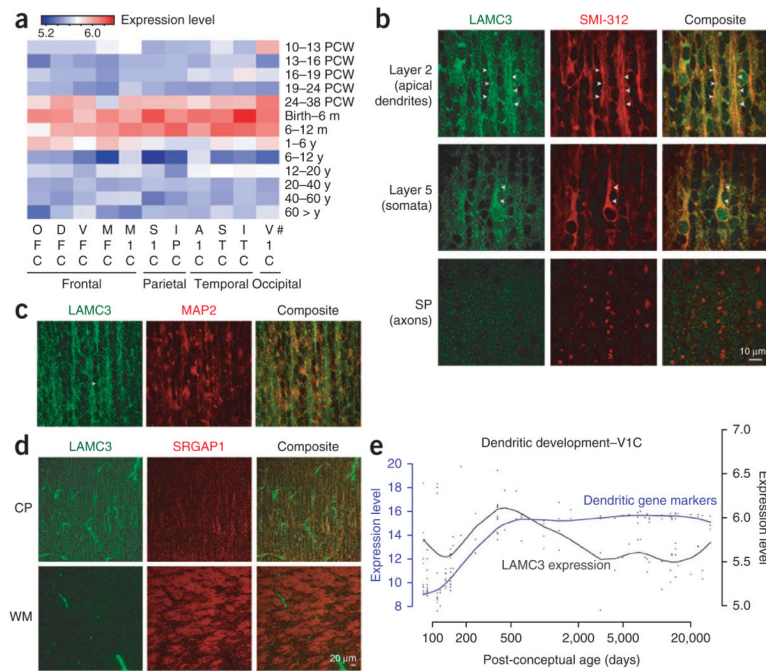 a
Expression level
5.2 6.0
10–13 PCW
13–16 PCW
16–19 PCW
19–24 PCW
24–38 PCW
Birth–6 m
6–12 m
1–6 y
6–12 y
12–20 y
20–40 y
40–60 y
60 > y
O D V M M S I A S I V #
F F F F 1 1 P 1 T T 1
C C C C C C C C C C C
Frontal Parietal Temporal Occipital
b
LAMC3 SMI-312 Composite
Layer 2
(apical
dendrites)
Layer 5
(somata)
SP
(axons)
10 μm
c
LAMC3 MAP2 Composite
d
LAMC3 SRGAP1 Composite
CP
WM
20 μm
e
Dendritic development–V1C
Expression level
20
18
16
14
12
10
8
Dendritic gene markers
LAMC3 expression
7.0
6.5
6.0
5.5
5.0
Expression level
100 200 500 2,000 5,000 20,000
Post-conceptual age (days)